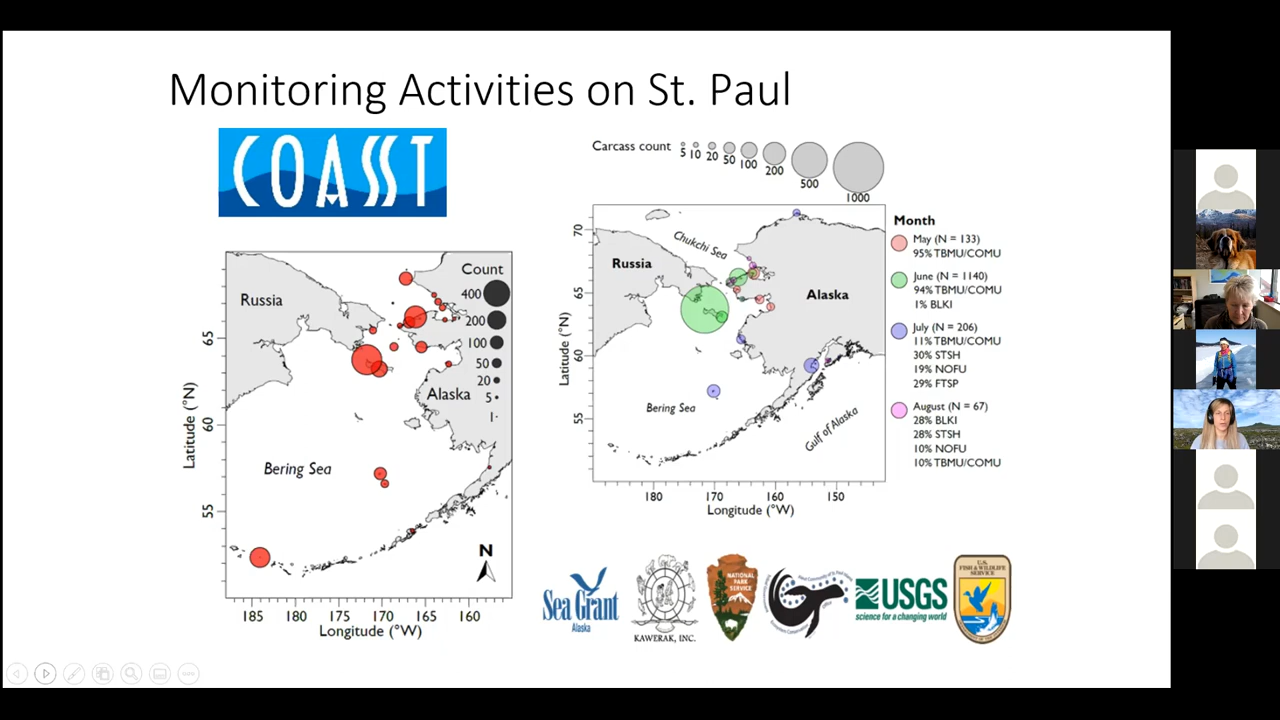 Monitoring Activities on St. Paul
COASST
Russia
Count
400
200
100
50
20
5
1
Alaska
Bering Sea
65
60
55
Latitude (°N)
N
185
180
175
170
165
160
Longitude (°W)
Carcass count
5
10
20
50
100
200
500
1000
70
65
60
55
Latitude (°N)
Chukchi Sea
Russia
Alaska
Bering Sea
Gulf of Alaska
180
170
160
150
Longitude (°W)
Month
May (N = 133)
95% TBMU/COMU
June (N = 1140)
94% TBMU/COMU
1% BLKI
July (N = 206)
11% TBMU/COMU
30% STSH
19% NOFU
29% FTSP
August (N = 67)
28% BLKI
28% STSH
10% NOFU
10% TBMU/COMU
Sea Grant
Alaska
KAWERAK, INC.
NATIONAL
PARK
SERVICE
USGS
science for a changing world
U.S.
FISH & WILDLIFE
SERVICE